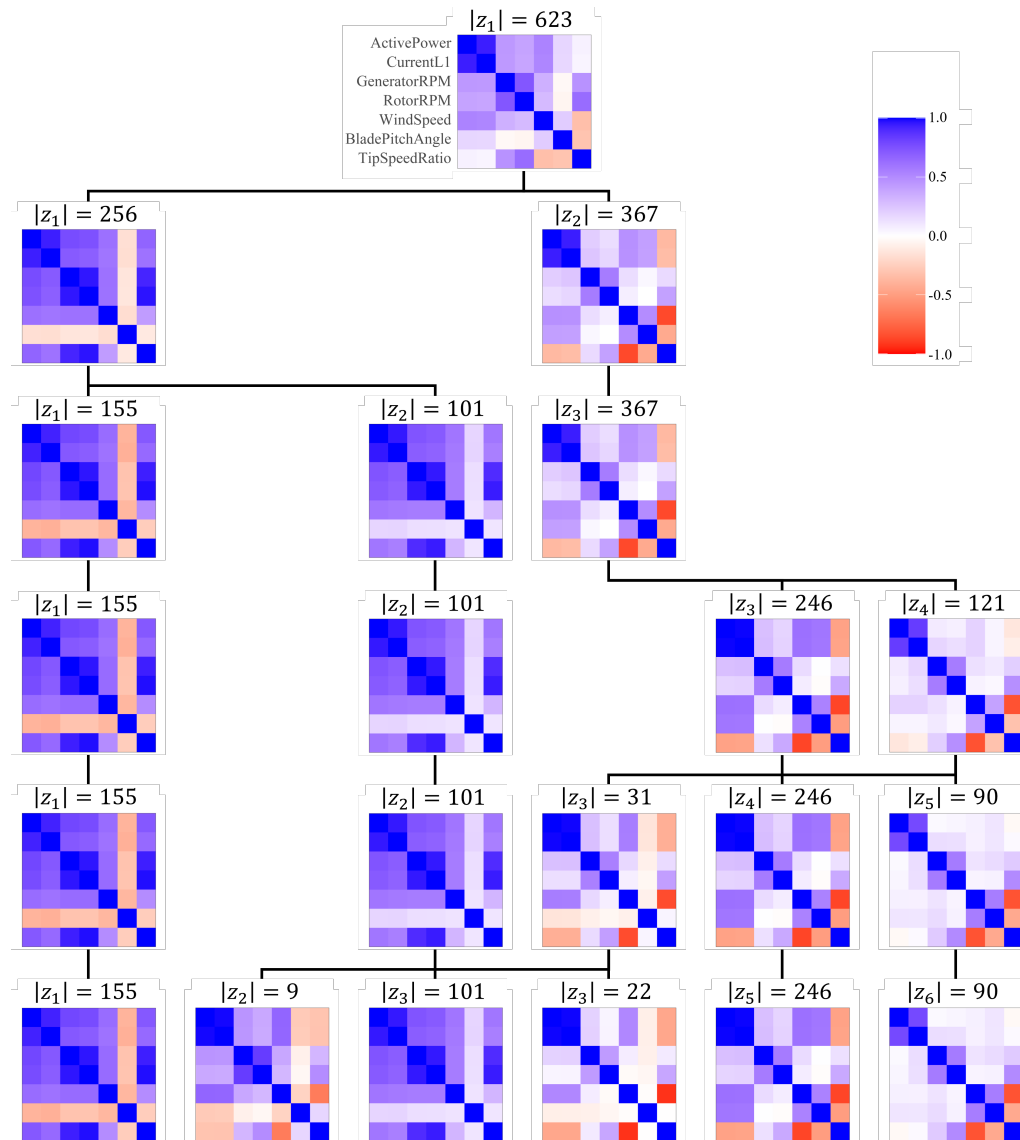 |z₁| = 623
ActivePower
CurrentL1
GeneratorRPM
RotorRPM
WindSpeed
BladePitchAngle
TipSpeedRatio
1.0
0.5
0.0
-0.5
-1.0
|z₁| = 256
|z₂| = 367
|z₁| = 155
|z₂| = 101
|z₃| = 367
|z₁| = 155
|z₂| = 101
|z₃| = 246
|z₄| = 121
|z₁| = 155
|z₂| = 101
|z₃| = 31
|z₄| = 246
|z₅| = 90
|z₁| = 155
|z₂| = 9
|z₃| = 101
|z₃| = 22
|z₅| = 246
|z₆| = 90